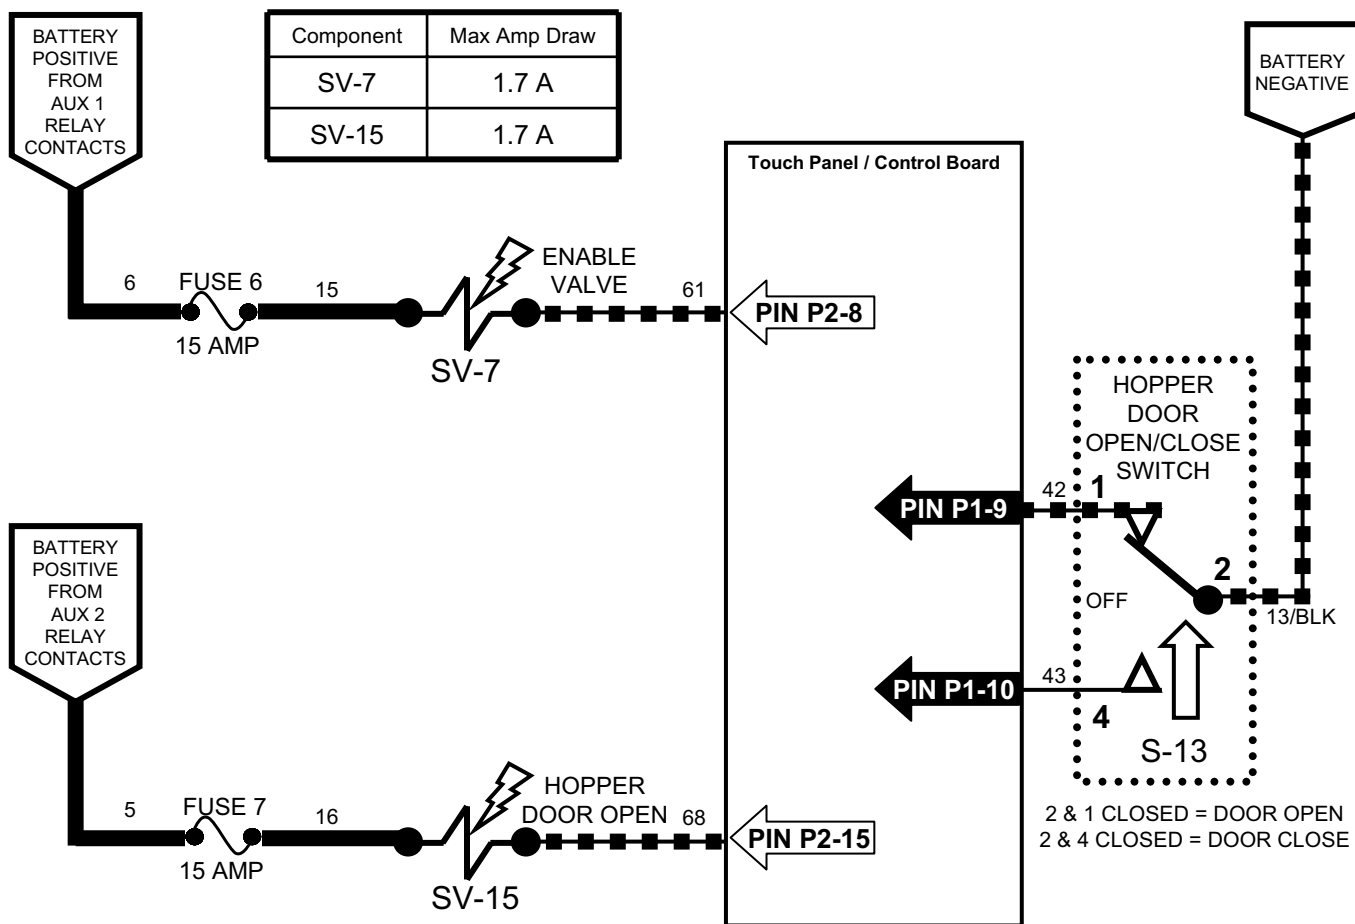 BATTERY
POSITIVE
FROM
AUX 1
RELAY
CONTACTS
Component Max Amp Draw
SV-7 1.7 A
SV-15 1.7 A
BATTERY
NEGATIVE
Touch Panel / Control Board
6
FUSE 6
15 AMP
15
SV-7
ENABLE
VALVE
61
PIN P2-8
HOPPER
DOOR
OPEN/CLOSE
SWITCH
PIN P1-9
42
1
2
OFF
13/BLK
PIN P1-10
43
4
S-13
2 & 1 CLOSED = DOOR OPEN
2 & 4 CLOSED = DOOR CLOSE
BATTERY
POSITIVE
FROM
AUX 2
RELAY
CONTACTS
5
FUSE 7
15 AMP
16
SV-15
HOPPER
DOOR OPEN
68
PIN P2-15